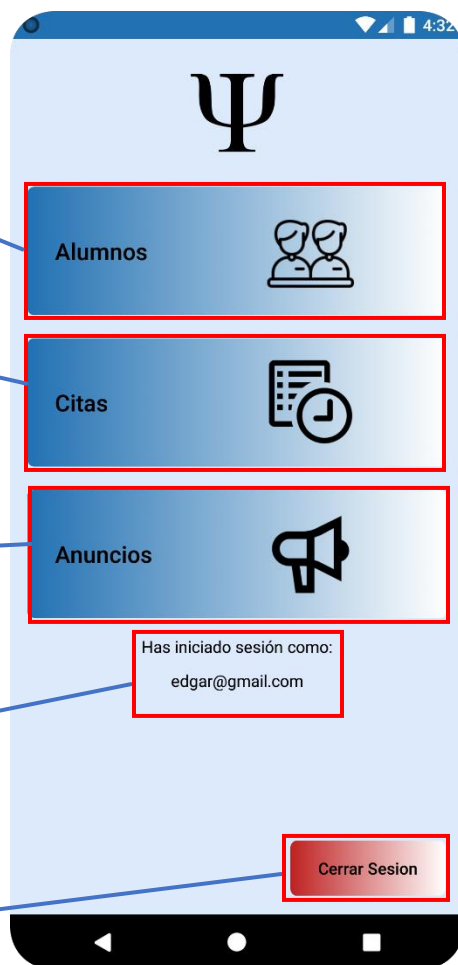 4:32
Ψ
Alumnos
Citas
Anuncios
Has iniciado sesión como:
edgar@gmail.com
Cerrar Sesion